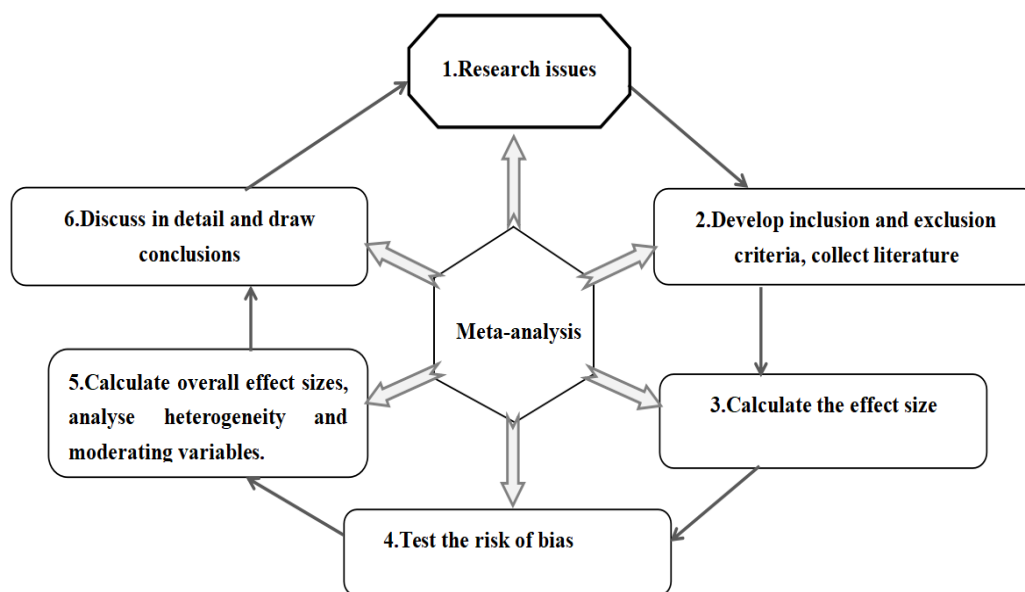 1.Research issues
2.Develop inclusion and exclusion
criteria, collect literature
3.Calculate the effect size
4.Test the risk of bias
5.Calculate overall effect sizes,
analyse heterogeneity and
moderating variables.
6.Discuss in detail and draw
conclusions
Meta-analysis